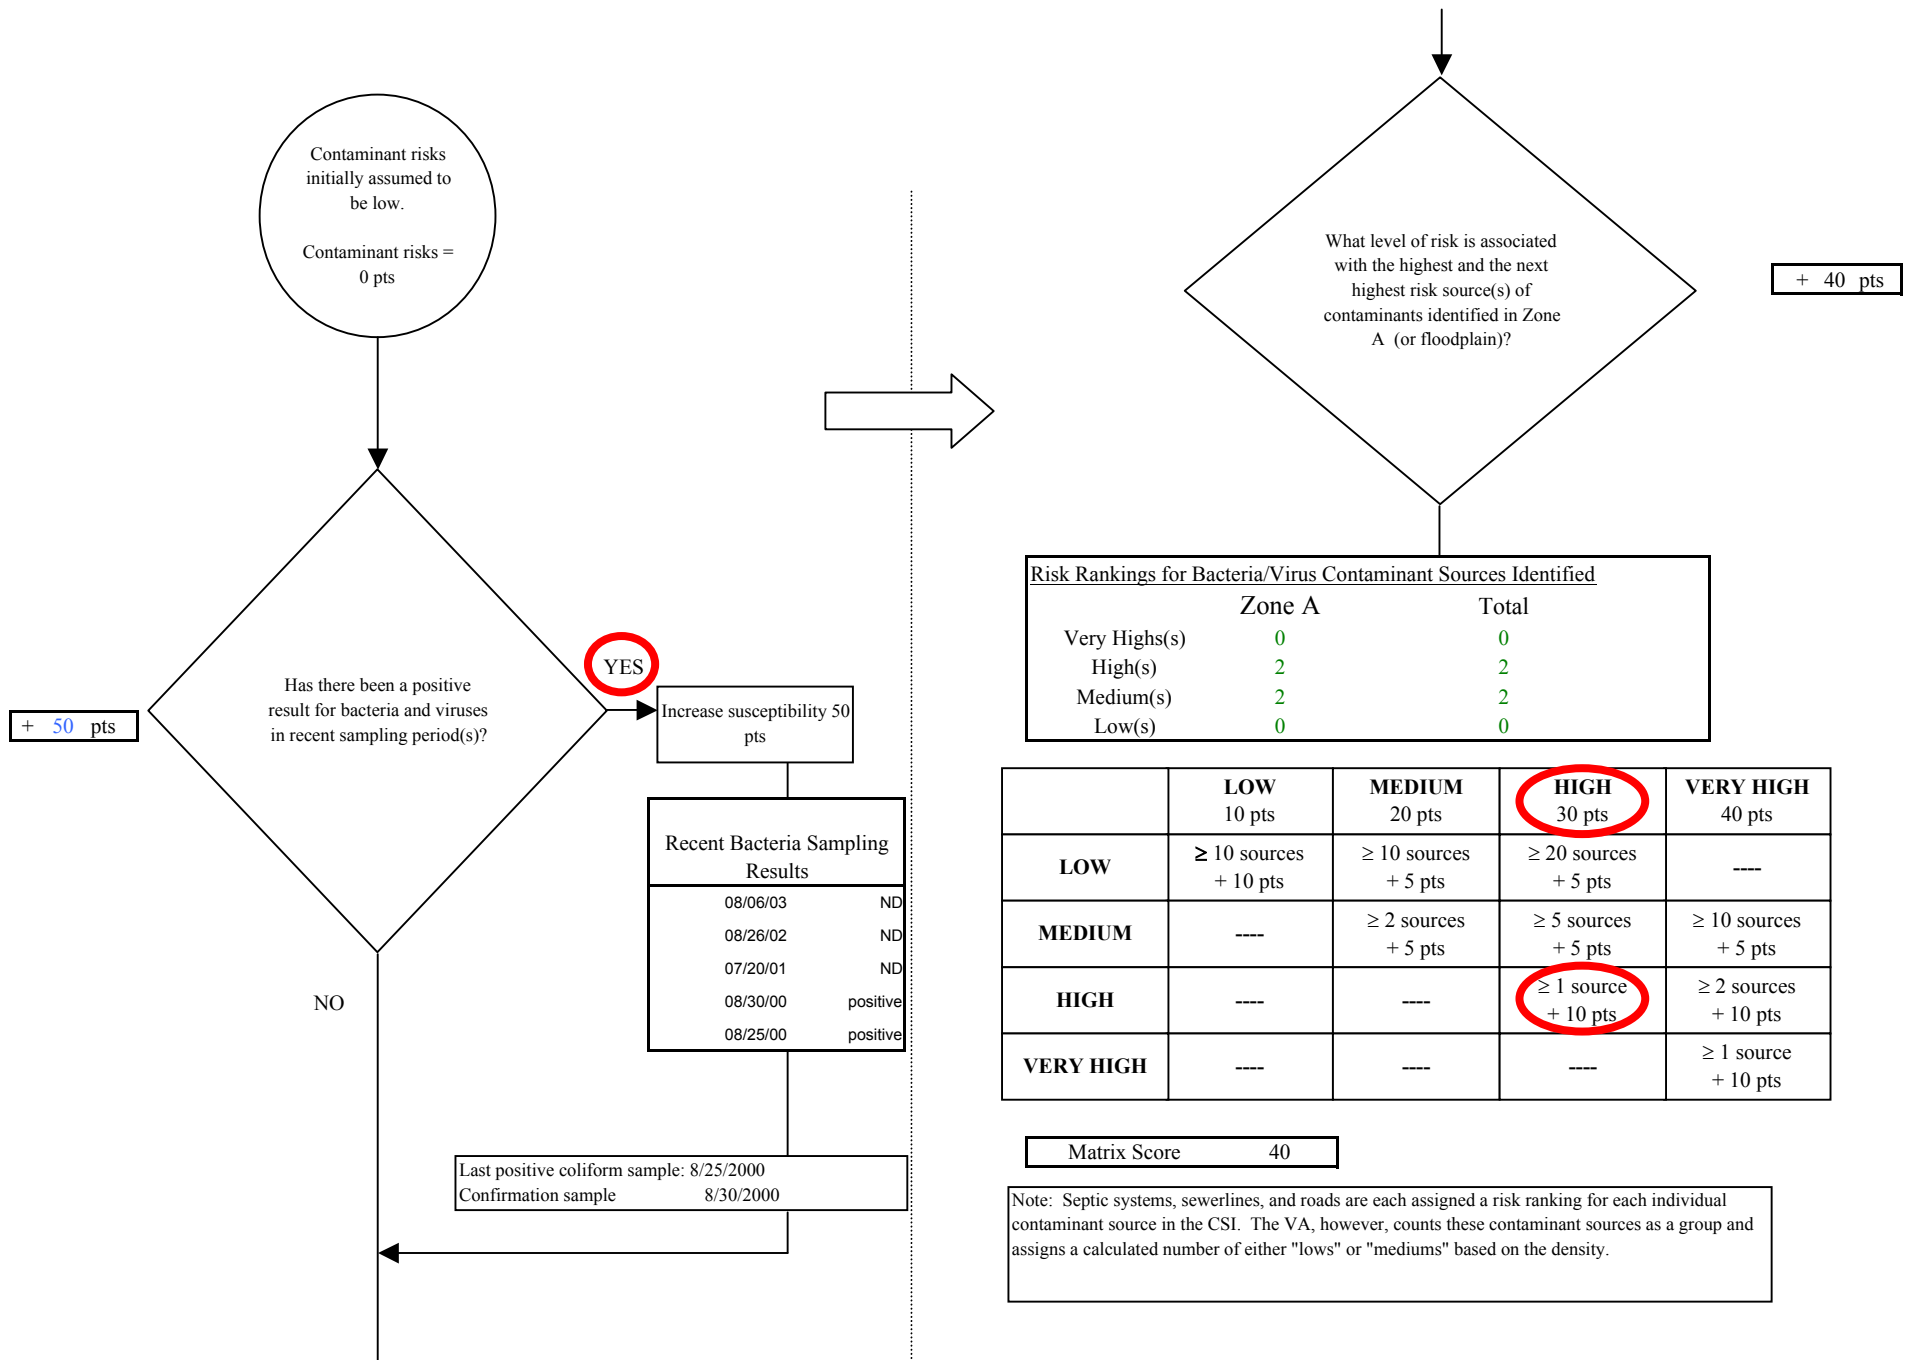 Contaminant risks
initially assumed to
be low.
Contaminant risks =
0 pts
Has there been a positive
result for bacteria and viruses
in recent sampling period(s)?
+ 50 pts
YES
Increase susceptibility 50
pts
Recent Bacteria Sampling
Results
08/06/03 ND
08/26/02 ND
07/20/01 ND
08/30/00 positive
08/25/00 positive
NO
Last positive coliform sample: 8/25/2000
Confirmation sample 8/30/2000
What level of risk is associated
with the highest and the next
highest risk source(s) of
contaminants identified in Zone
A (or floodplain)?
+ 40 pts
Risk Rankings for Bacteria/Virus Contaminant Sources Identified
Zone A Total
Very Highs(s) 0 0
High(s) 2 2
Medium(s) 2 2
Low(s) 0 0
LOW MEDIUM HIGH VERY HIGH
10 pts 20 pts 30 pts 40 pts
LOW ≥ 10 sources ≥ 10 sources ≥ 20 sources ----
+ 10 pts + 5 pts + 5 pts
MEDIUM ---- ≥ 2 sources ≥ 5 sources ≥ 10 sources
+ 5 pts + 5 pts + 5 pts
HIGH ---- ---- ≥ 1 source ≥ 2 sources
+ 10 pts + 10 pts
VERY HIGH ---- ---- ---- ≥ 1 source
+ 10 pts
Matrix Score 40
Note: Septic systems, sewerlines, and roads are each assigned a risk ranking for each individual
contaminant source in the CSI. The VA, however, counts these contaminant sources as a group and
assigns a calculated number of either "lows" or "mediums" based on the density.